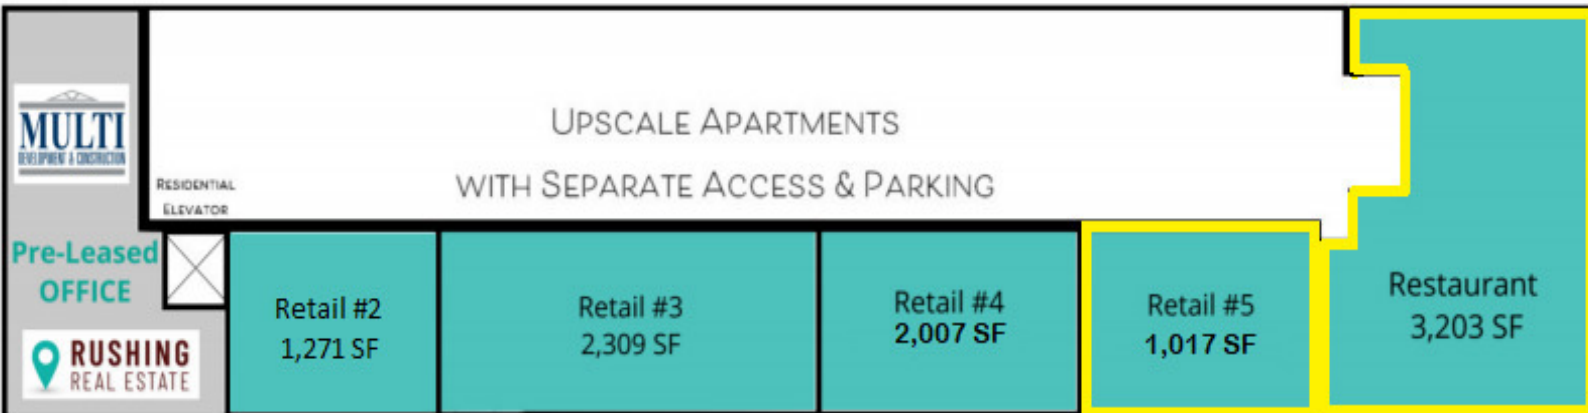 MULTI
DEVELOPMENT & CONSTRUCTION
UPSCALE APARTMENTS
WITH SEPARATE ACCESS & PARKING
RESIDENTIAL
ELEVATOR
Pre-Leased
OFFICE
RUSHING
REAL ESTATE
Retail #2
1,271 SF
Retail #3
2,309 SF
Retail #4
2,007 SF
Retail #5
1,017 SF
Restaurant
3,203 SF